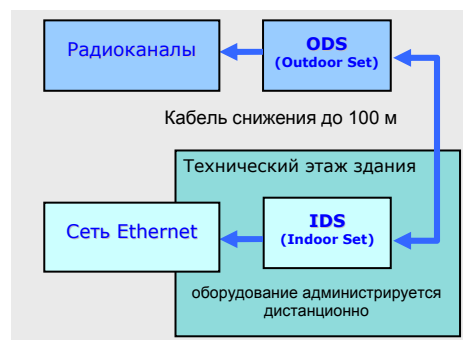 Радиоканалы
ODS
(Outdoor Set)
Кабель снижения до 100 м
Технический этаж здания
Сеть Ethernet
IDS
(Indoor Set)
оборудование администрируется
дистанционно